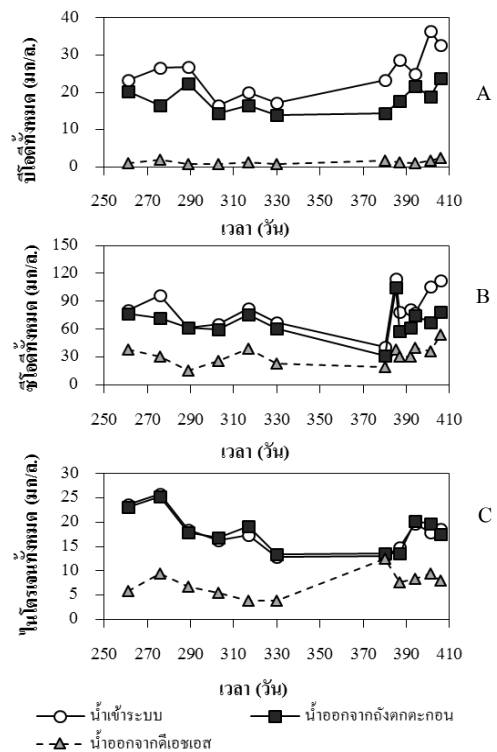 บีโอดีทั้งหมด (มก/ล.)
40
30
20
10
0
A
250 270 290 310 330 350 370 390 410
เวลา (วัน)
ซีโอดีทั้งหมด (มก/ล.)
150
120
90
60
30
0
B
250 270 290 310 330 350 370 390 410
เวลา (วัน)
ไนโตรเจนทั้งหมด (มก/ล.)
30
25
20
15
10
5
0
C
250 270 290 310 330 350 370 390 410
เวลา (วัน)
น้ำเข้าระบบ น้ำออกจากถังตกตะกอน
น้ำออกจากดีเอชเอส